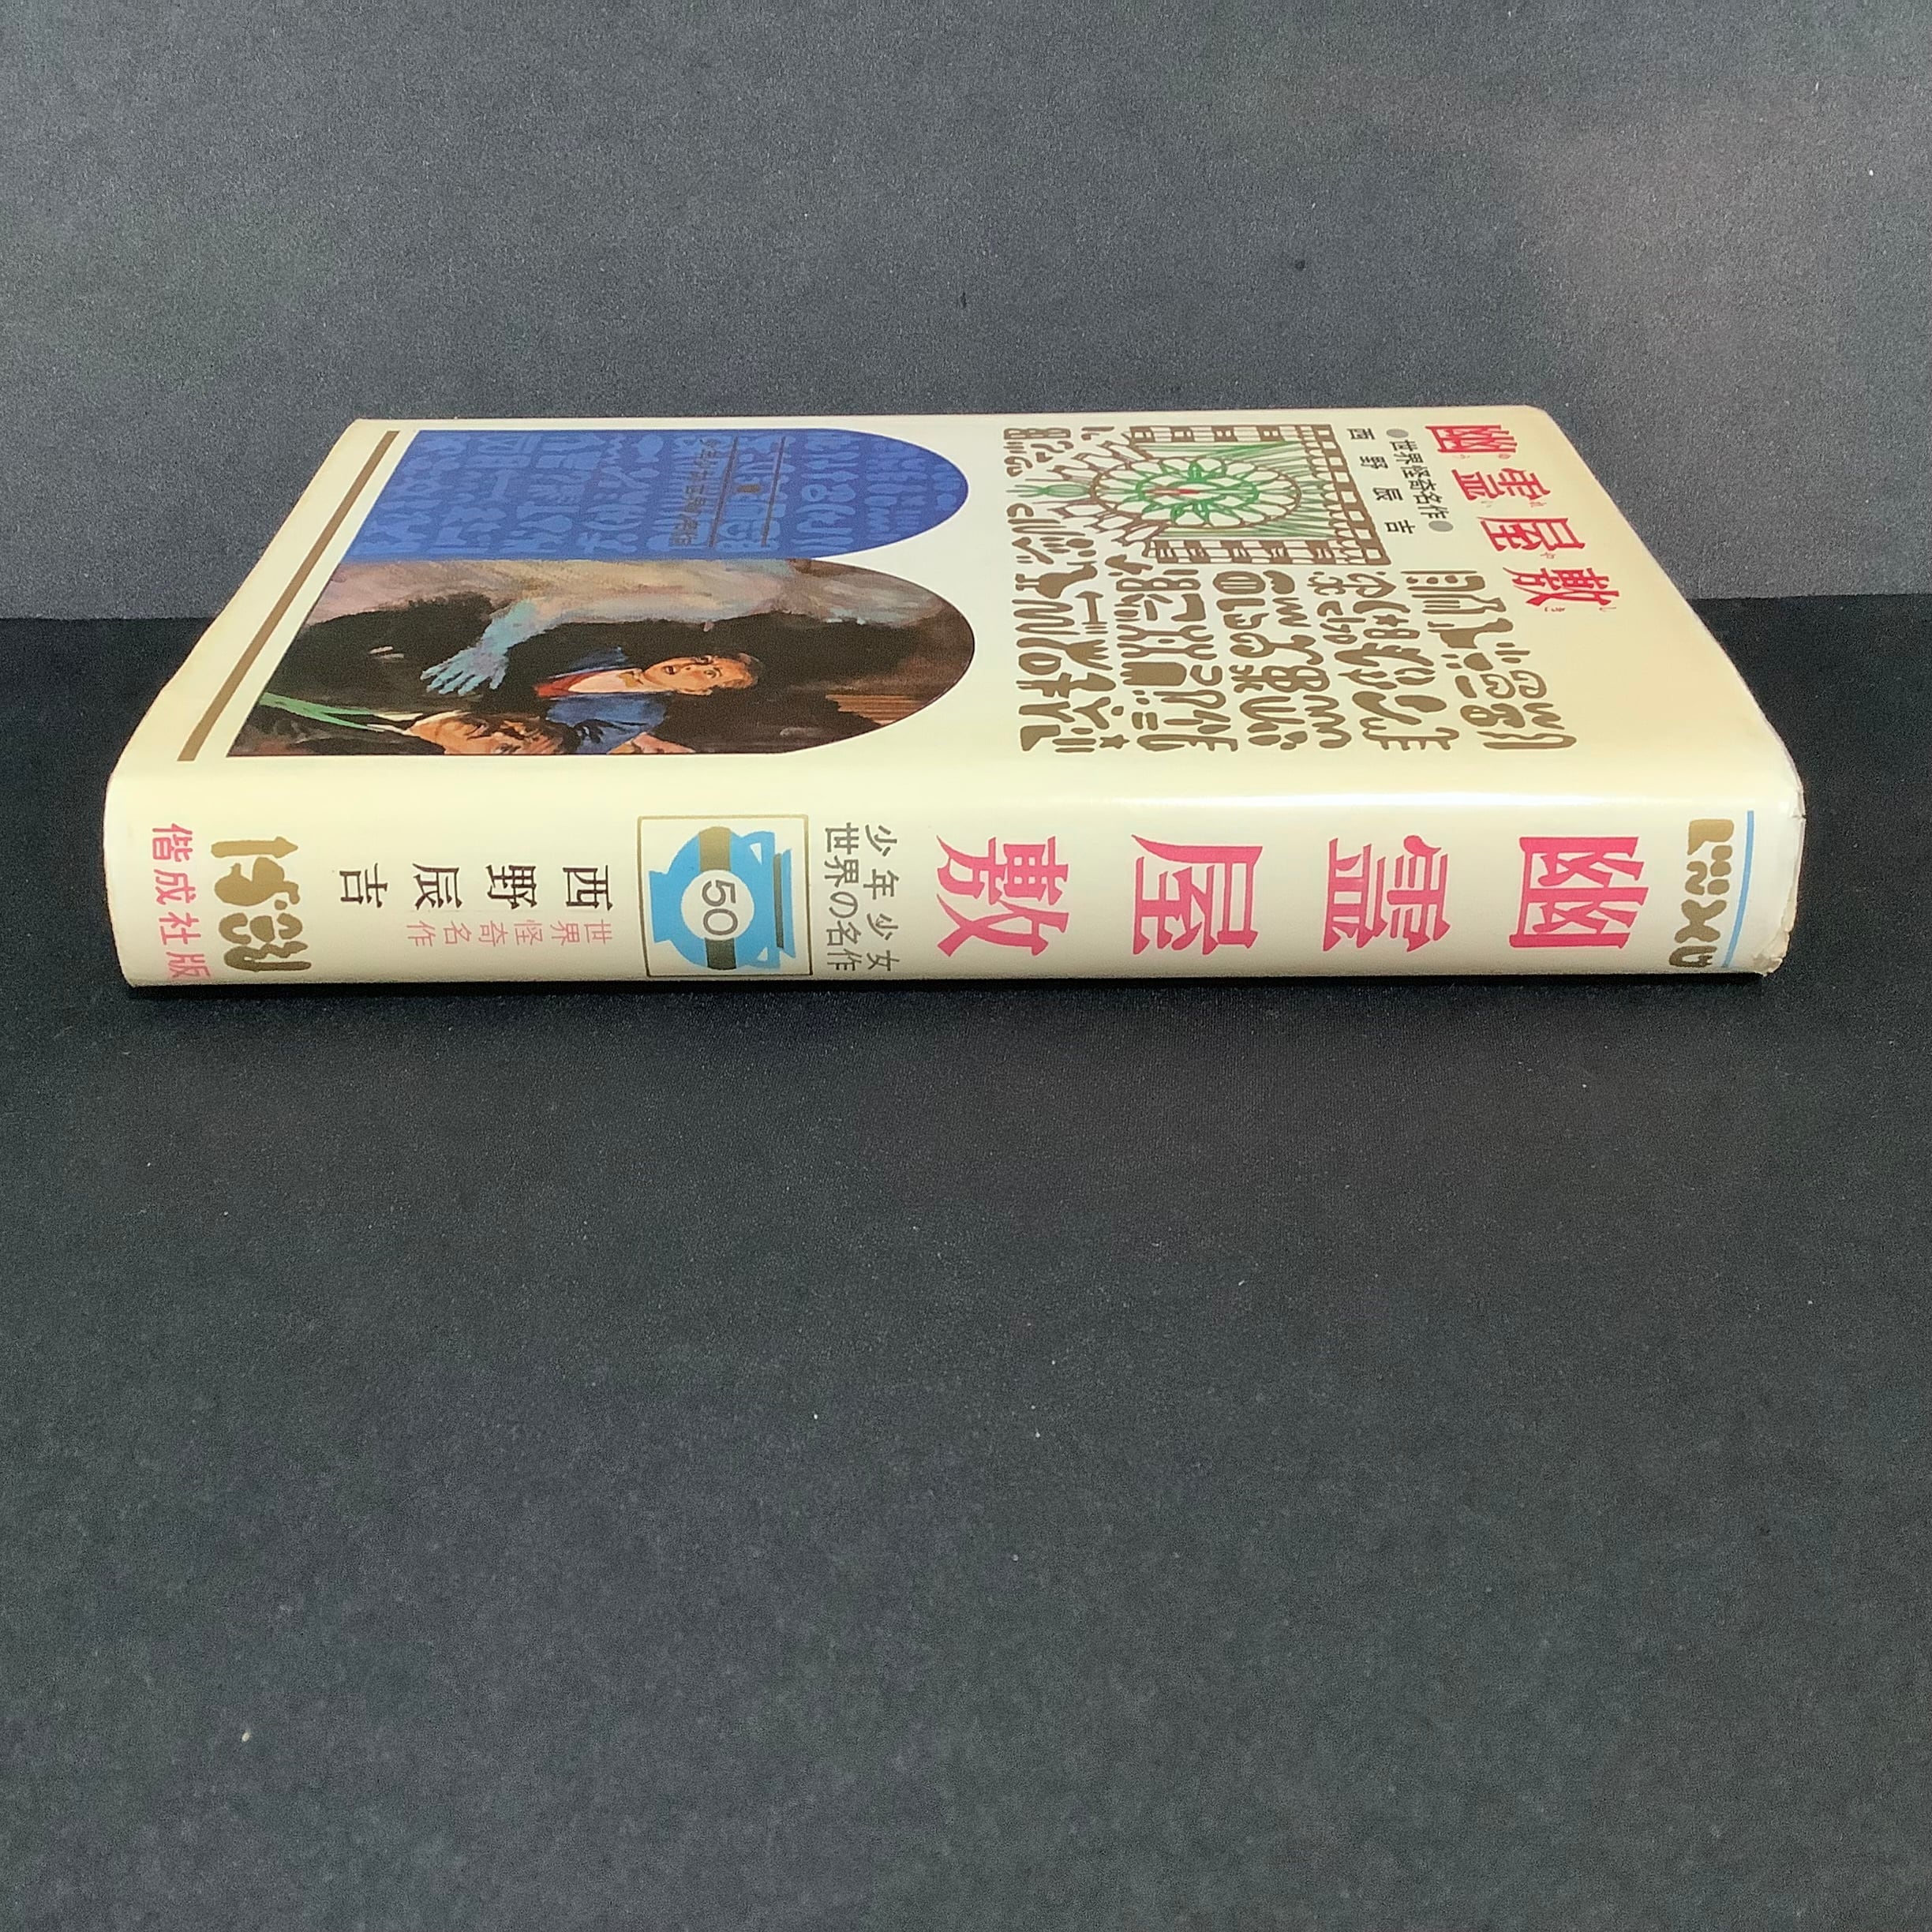 幽霊屋敷
●世界怪奇名作●
西野辰吉
幽霊屋敷
少年少女
世界の名作
50
世界怪奇名作
西野辰吉
偕成社版